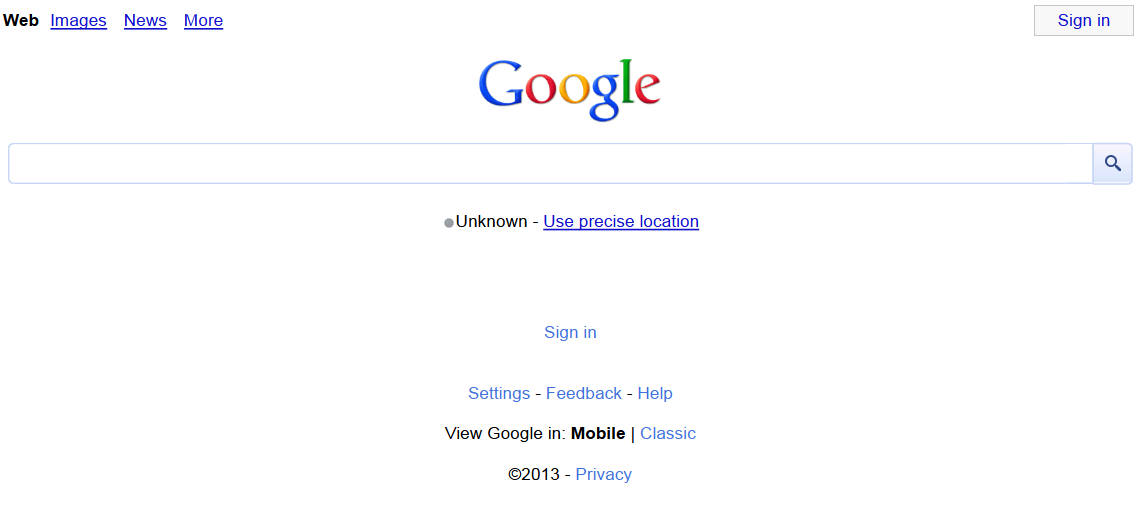 Web Images News More Sign in
Google
Unknown - Use precise location
Sign in
Settings - Feedback - Help
View Google in: Mobile | Classic
©2013 - Privacy